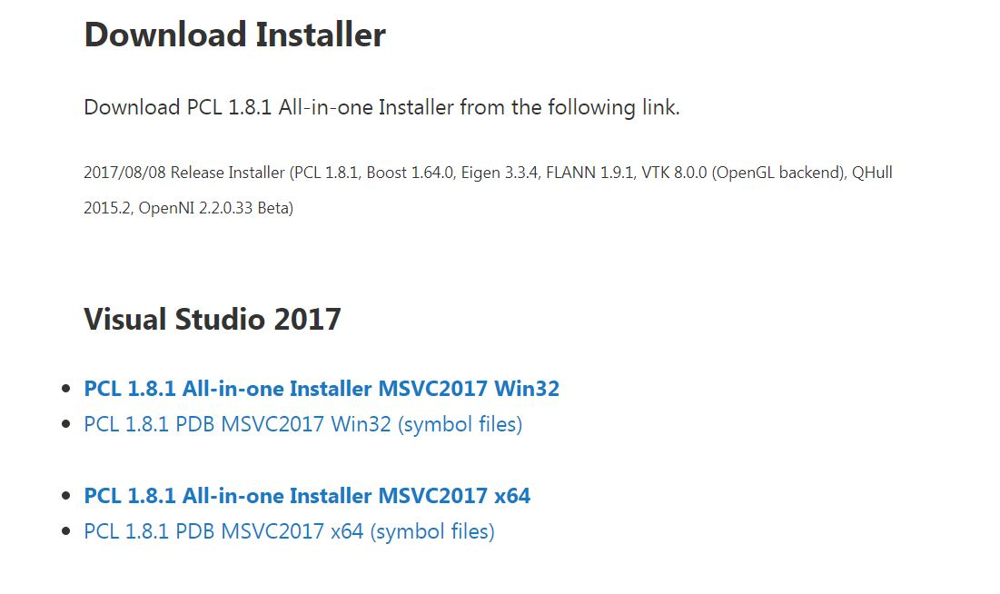 Download Installer
Download PCL 1.8.1 All-in-one Installer from the following link.
2017/08/08 Release Installer (PCL 1.8.1, Boost 1.64.0, Eigen 3.3.4, FLANN 1.9.1, VTK 8.0.0 (OpenGL backend), QHull
2015.2, OpenNI 2.2.0.33 Beta)
Visual Studio 2017
PCL 1.8.1 All-in-one Installer MSVC2017 Win32
PCL 1.8.1 PDB MSVC2017 Win32 (symbol files)
PCL 1.8.1 All-in-one Installer MSVC2017 x64
PCL 1.8.1 PDB MSVC2017 x64 (symbol files)